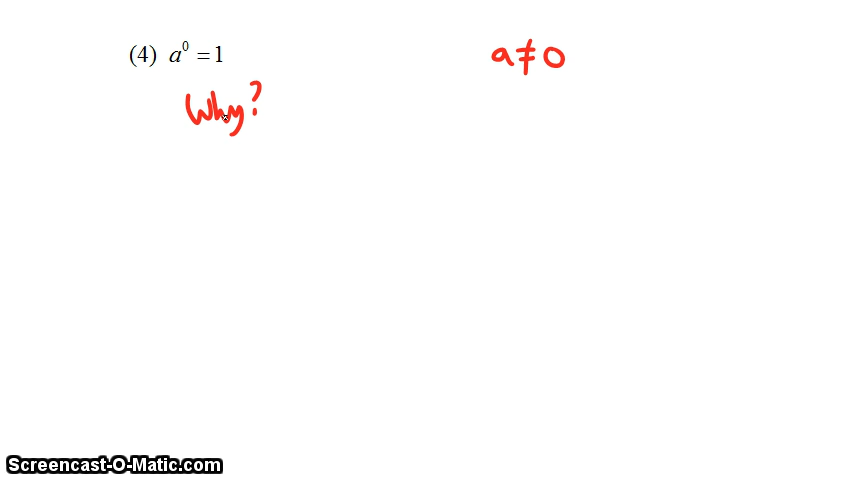 (4) a⁰ = 1
a ≠ 0
Why?
Screencast-O-Matic.com